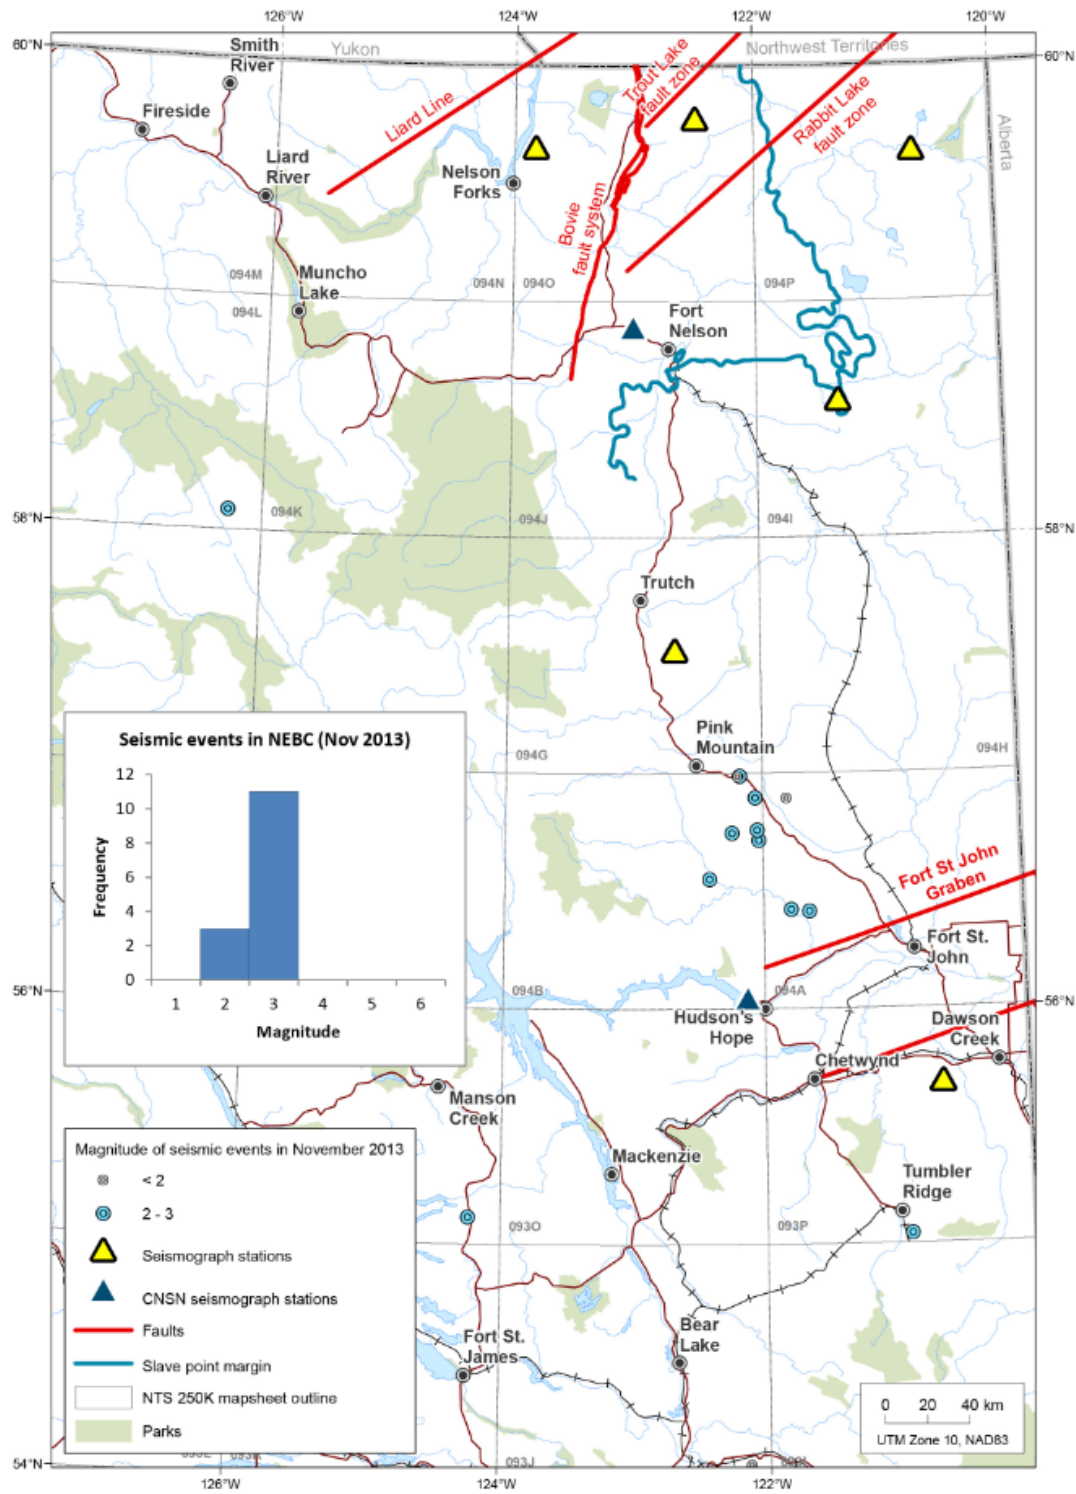 126°W
124°W
122°W
120°W
60°N
60°N
Yukon
Northwest Territories
Alberta
Smith
River
Fireside
Liard
River
Liard Line
Nelson
Forks
Trout Lake
fault zone
Rabbit Lake
fault zone
Bovie
fault system
Muncho
Lake
094M
094L
094N
094O
094P
Fort
Nelson
58°N
58°N
094K
094J
094I
Trutch
Pink
Mountain
094G
094H
Seismic events in NEBC (Nov 2013)
12
10
8
6
4
2
0
Frequency
1
2
3
4
5
6
Magnitude
Fort St John
Graben
Fort St.
John
56°N
56°N
094B
094A
Hudson's
Hope
Dawson
Creek
Chetwynd
Manson
Creek
Mackenzie
Tumbler
Ridge
093O
093P
Magnitude of seismic events in November 2013
< 2
2 - 3
Seismograph stations
CNSN seismograph stations
Faults
Slave point margin
NTS 250K mapsheet outline
Parks
Fort St.
James
Bear
Lake
0 20 40 km
UTM Zone 10, NAD83
093J
54°N
126°W
124°W
122°W